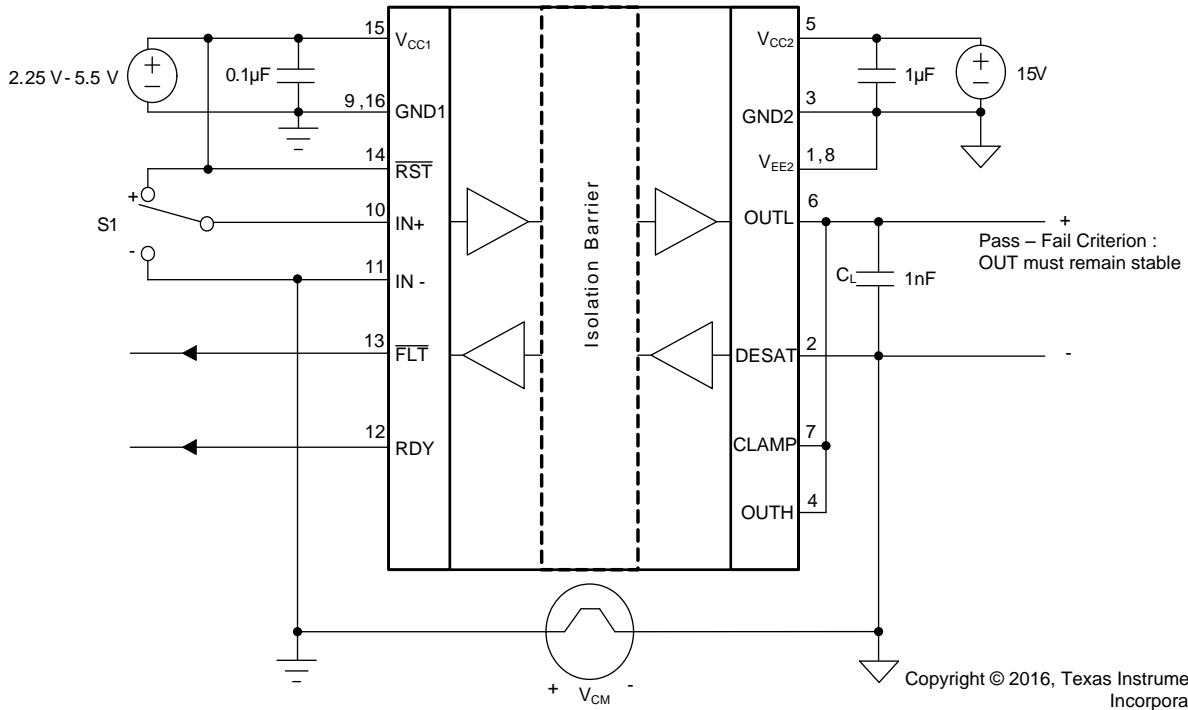 15
VCC1
2.25 V - 5.5 V
+
−
0.1µF
9 ,16
GND1
14
RST
+
S1
-
10
IN+
11
IN -
13
FLT
12
RDY
Isolation Barrier
5
VCC2
1µF
+
−
15V
3
GND2
VEE2
1,8
6
OUTL
+
Pass – Fail Criterion :
OUT must remain stable
CL
1nF
DESAT
2
-
7
CLAMP
4
OUTH
+ VCM -
Copyright © 2016, Texas